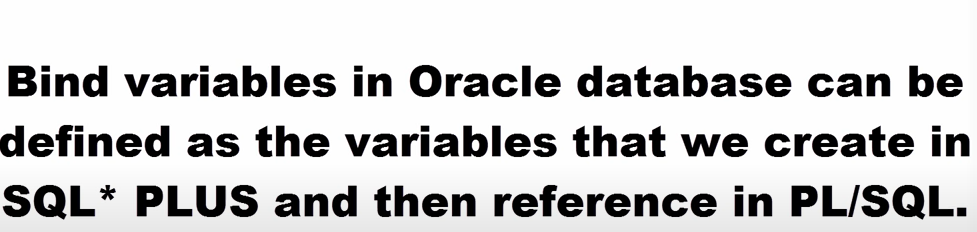 Bind variables in Oracle database can be
defined as the variables that we create in
SQL* PLUS and then reference in PL/SQL.